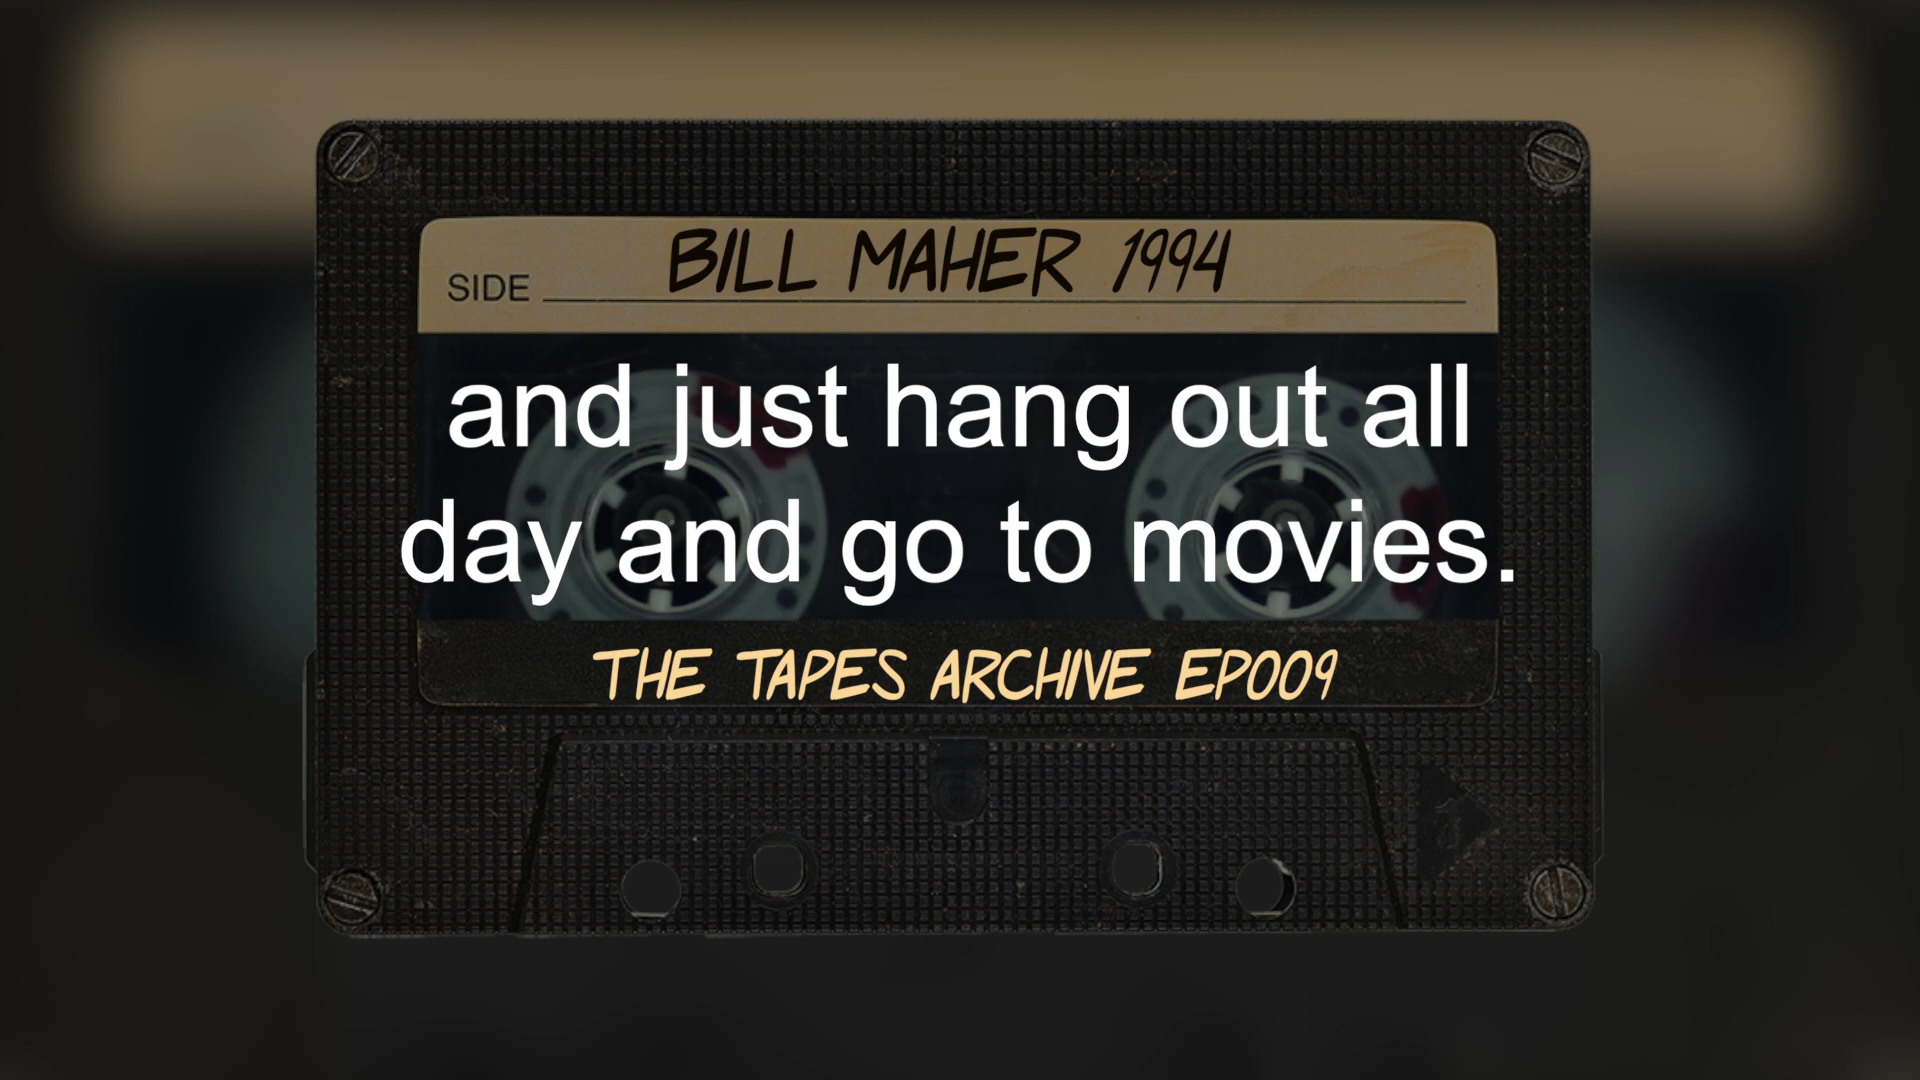 BILL MAHER 1994
SIDE
and just hang out all
day and go to movies.
THE TAPES ARCHIVE EP009